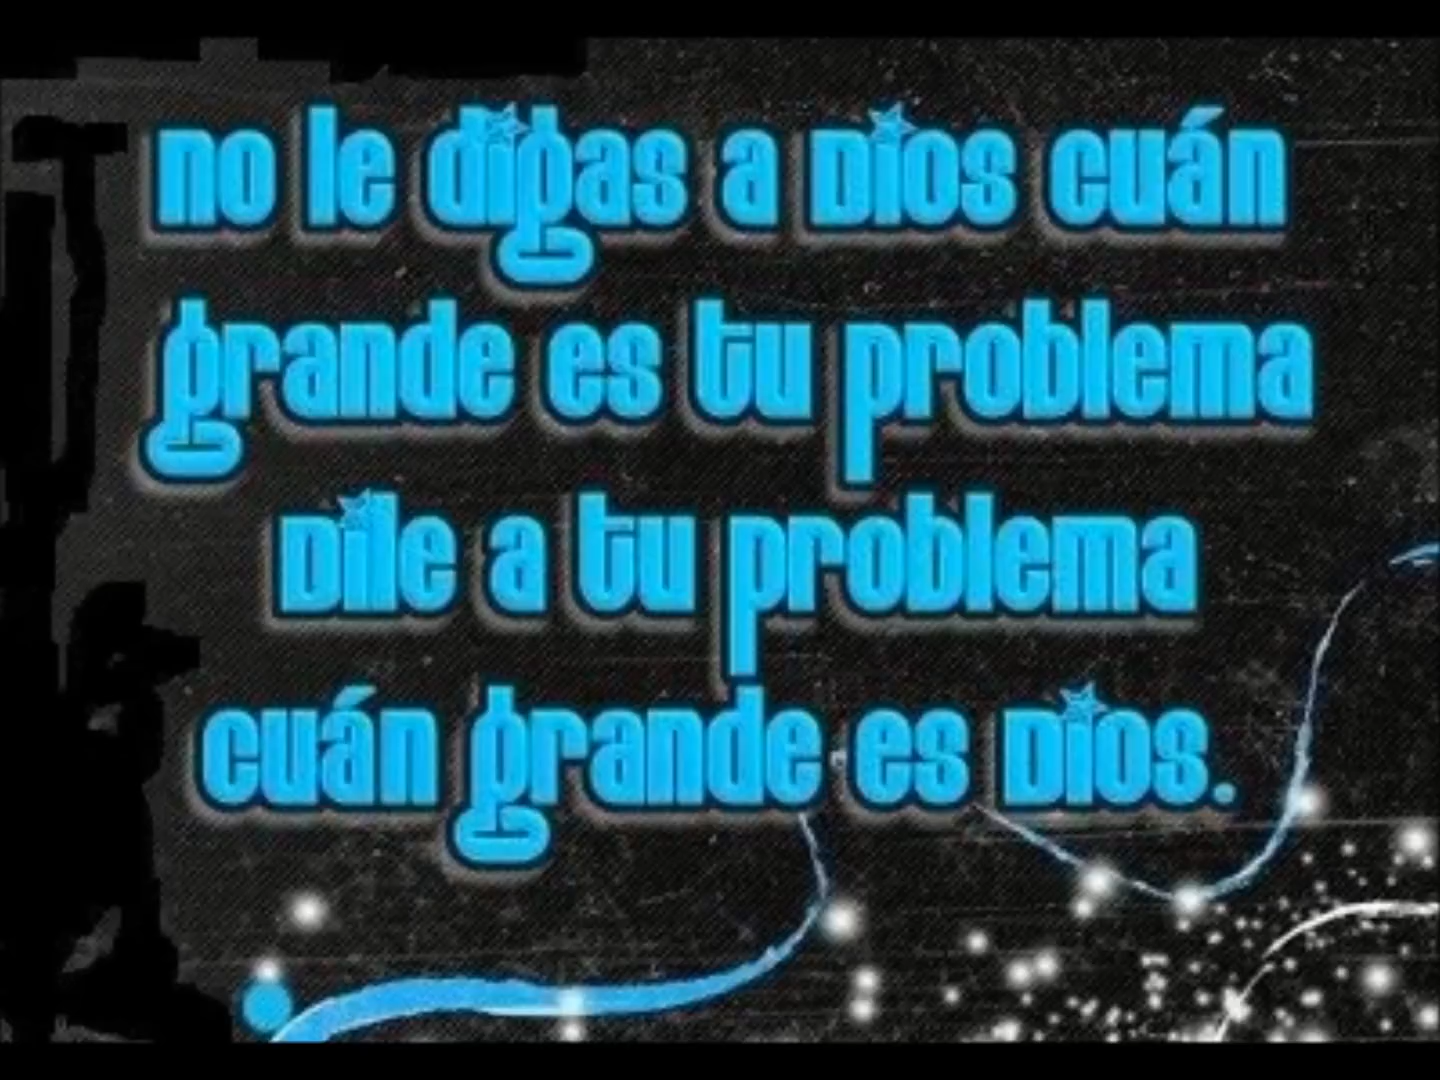 no le digas a Dios cuán
grande es tu problema
Dile a tu problema
cuán grande es Dios.